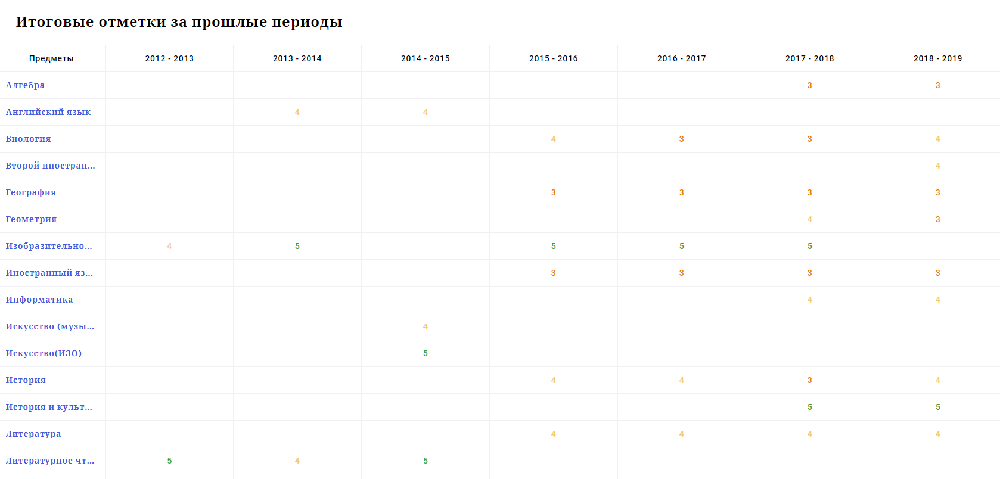 Итоговые отметки за прошлые периоды
Предметы 2012 - 2013 2013 - 2014 2014 - 2015 2015 - 2016 2016 - 2017 2017 - 2018 2018 - 2019
Алгебра 3 3
Английский язык 4 4
Биология 4 3 3 4
Второй иностран... 4
География 3 3 3 3
Геометрия 4 3
Изобразительно... 4 5 5 5 5
Иностранный яз... 3 3 3 3
Информатика 4 4
Искусство (музы... 4
Искусство(ИЗО) 5
История 4 4 3 4
История и культ... 5 5
Литература 4 4 4 4
Литературное чт... 5 4 5